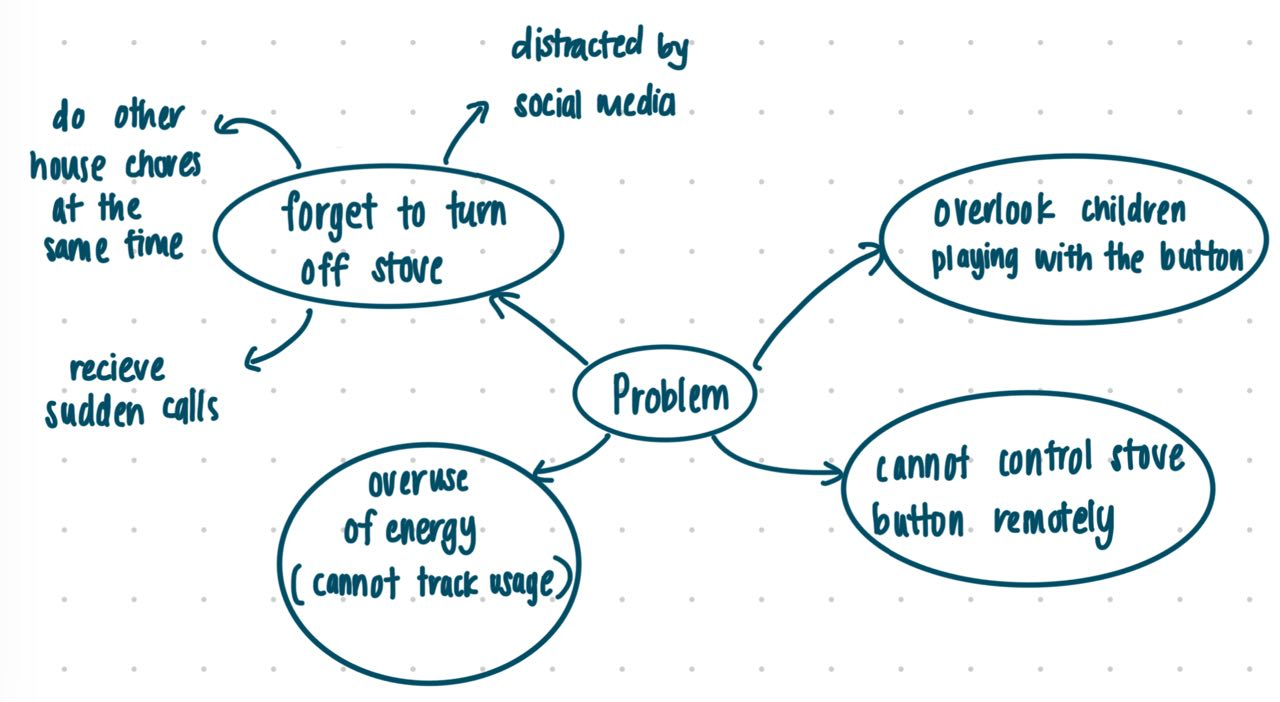 distracted by
social media
do other
house chores
at the
same time
forget to turn
off stove
overlook children
playing with the button
recieve
sudden calls
Problem
overuse
of energy
(cannot track usage)
cannot control stove
button remotely